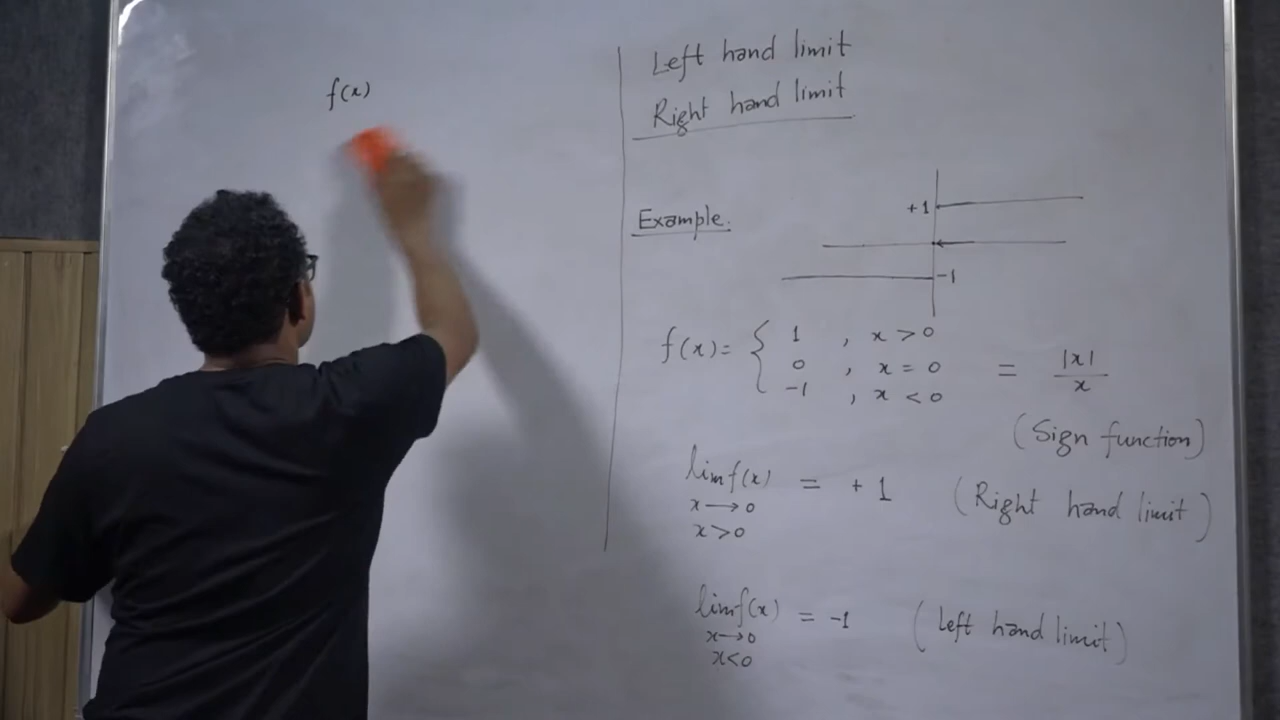 f(x)
Left hand limit
Right hand limit
Example.
+1
-1
f(x)= { 1 , x > 0
0 , x = 0
-1 , x < 0
= |x| / x
(Sign function)
lim f(x) = +1 (Right hand limit)
x → 0
x > 0
lim f(x) = -1 (Left hand limit)
x → 0
x < 0